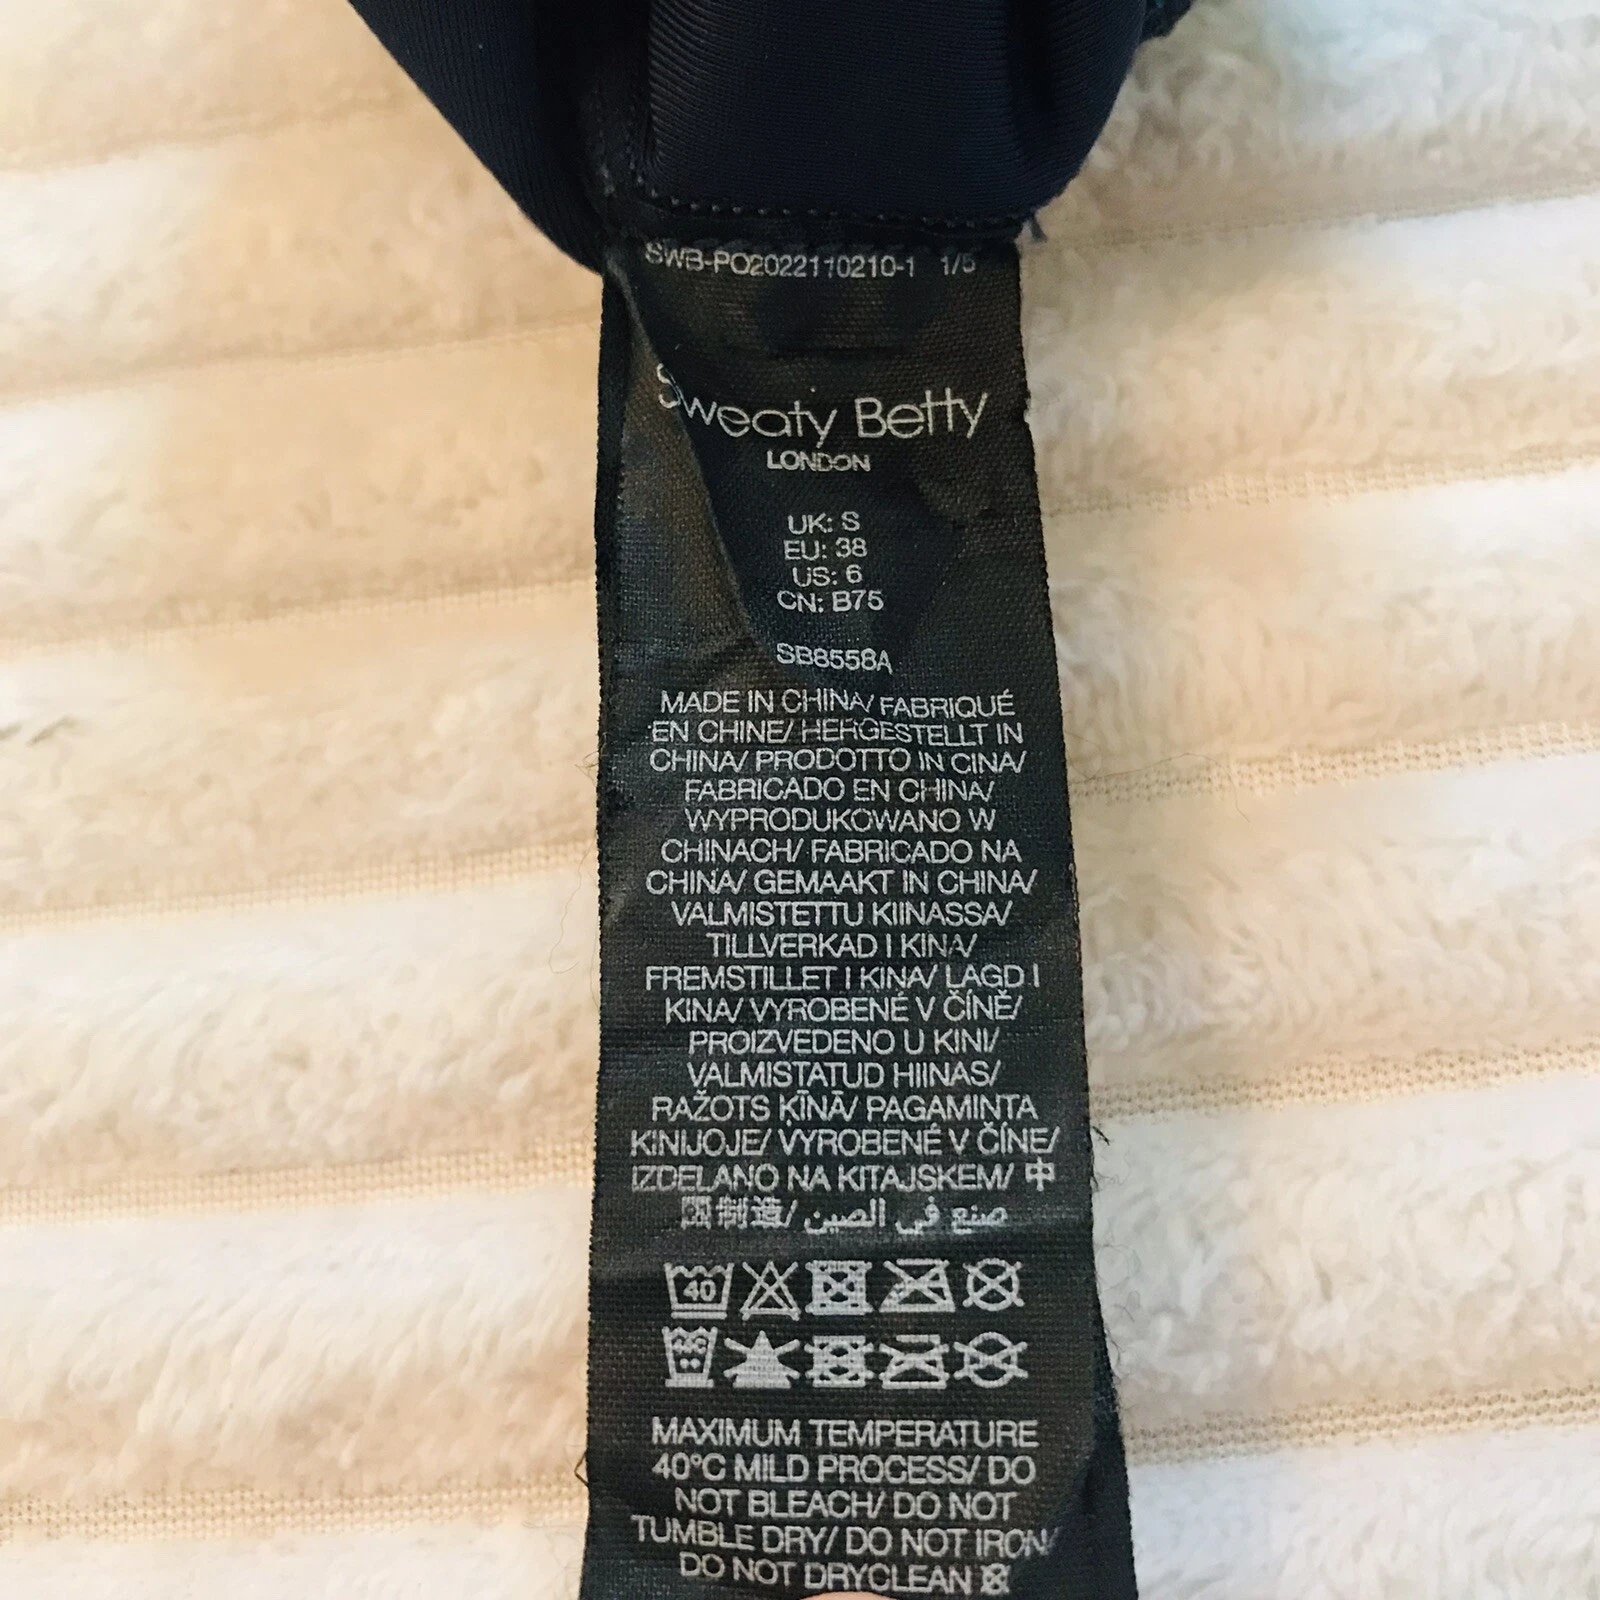 SWB-PO2022110210-1 1/5
Sweaty Betty
LONDON
UK: S
EU: 38
US: 6
CN: B75
SB8558A
MADE IN CHINA/ FABRIQUÉ
EN CHINE/ HERGESTELLT IN
CHINA/ PRODOTTO IN CINA/
FABRICADO EN CHINA/
WYPRODUKOWANO W
CHINACH/ FABRICADO NA
CHINA/ GEMAAKT IN CHINA/
VALMISTETTU KIINASSA/
TILLVERKAD I KINA/
FREMSTILLET I KINA/ LAGD I
KINA/ VYROBENÉ V ČÍNĚ/
PROIZVEDENO U KINI/
VALMISTATUD HIINAS/
RAŽOTS ĶĪNĀ/ PAGAMINTA
KINIJOJE/ VYROBENÉ V ČÍNE/
IZDELANO NA KITAJSKEM/ 中
国制造/ صنع في الصين
40
MAXIMUM TEMPERATURE
40°C MILD PROCESS/ DO
NOT BLEACH/ DO NOT
TUMBLE DRY/ DO NOT IRON/
DO NOT DRYCLEAN